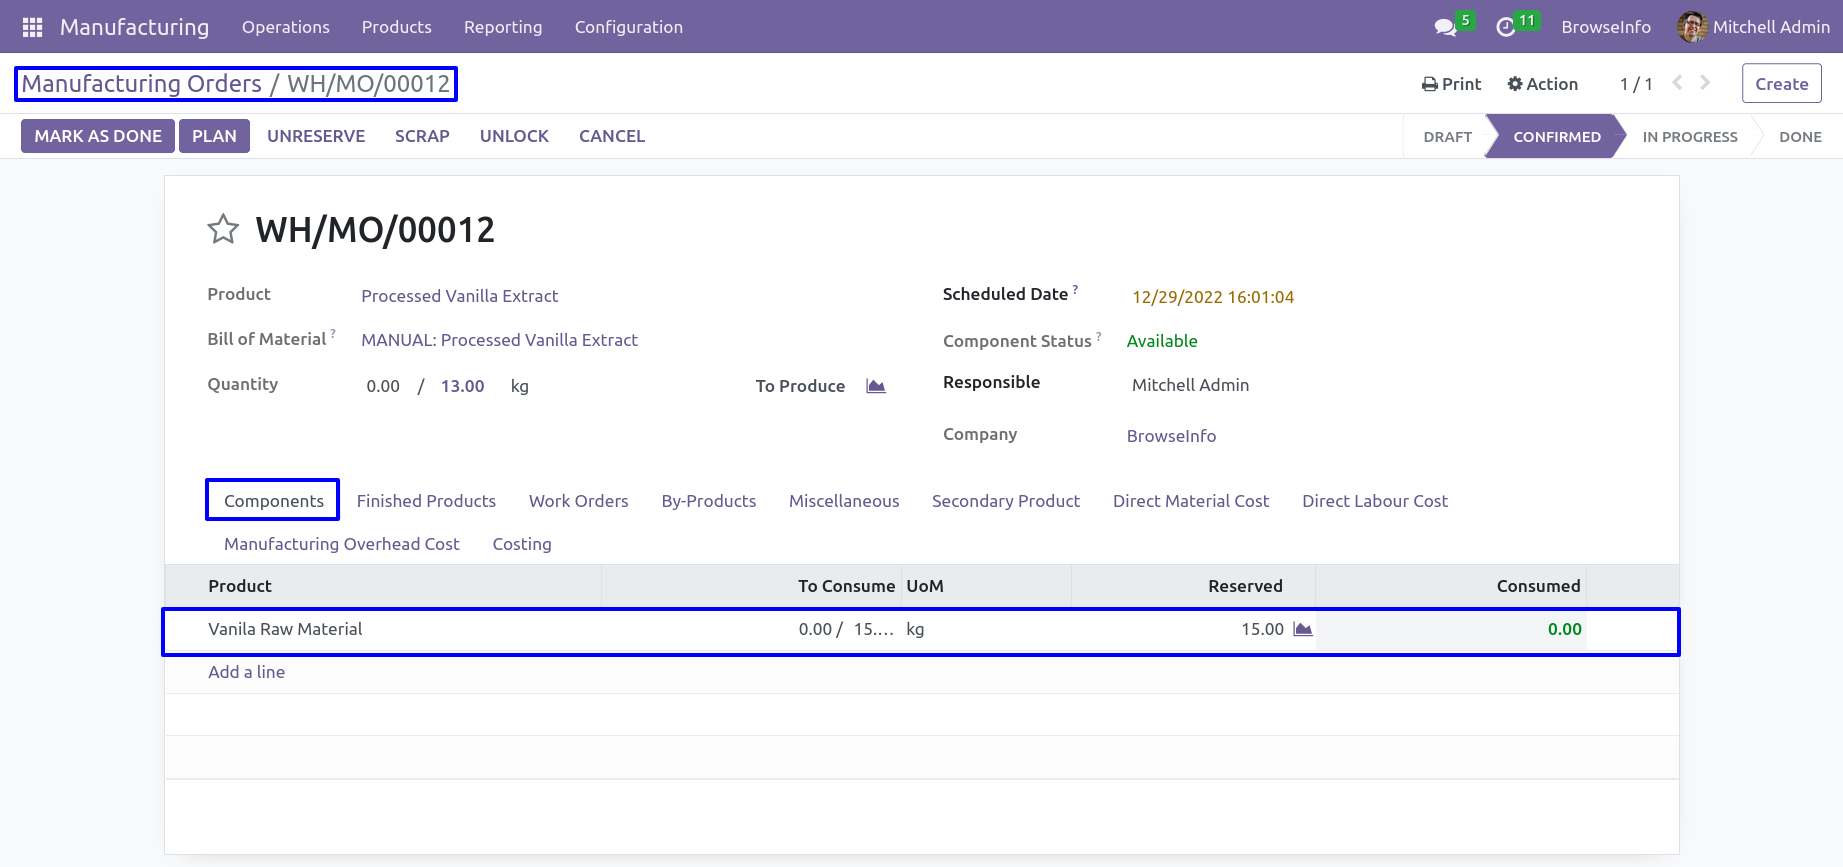 Manufacturing Operations Products Reporting Configuration 5 11 BrowseInfo Mitchell Admin
Manufacturing Orders / WH/MO/00012 Print Action 1 / 1 Create
MARK AS DONE PLAN UNRESERVE SCRAP UNLOCK CANCEL DRAFT CONFIRMED IN PROGRESS DONE
WH/MO/00012
Product Processed Vanilla Extract Scheduled Date ? 12/29/2022 16:01:04
Bill of Material ? MANUAL: Processed Vanilla Extract Component Status ? Available
Quantity 0.00 / 13.00 kg To Produce Responsible Mitchell Admin
Company BrowseInfo
Components Finished Products Work Orders By-Products Miscellaneous Secondary Product Direct Material Cost Direct Labour Cost
Manufacturing Overhead Cost Costing
Product To Consume UoM Reserved Consumed
Vanila Raw Material 0.00 / 15.... kg 15.00 0.00
Add a line